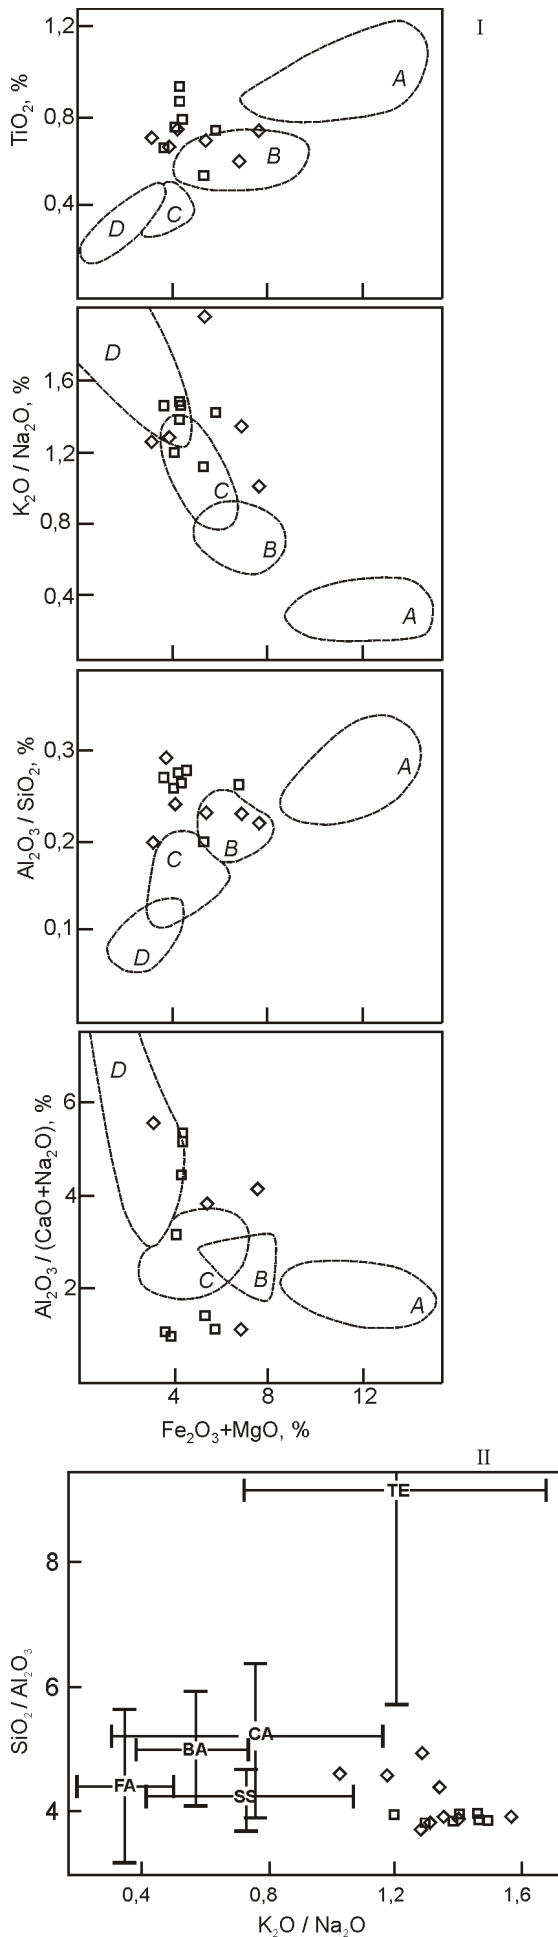 I
1,2
0,8
0,4
TiO₂, %
A
B
C
D
1,6
1,2
0,8
0,4
K₂O / Na₂O, %
D
C
B
A
0,3
0,2
0,1
Al₂O₃ / SiO₂, %
A
B
C
D
6
4
2
Al₂O₃ / (CaO+Na₂O), %
D
C
B
A
4 8 12
Fe₂O₃+MgO, %
II
TE
8
6
4
SiO₂ / Al₂O₃
CA
BA
FA
SS
0,4 0,8 1,2 1,6
K₂O / Na₂O